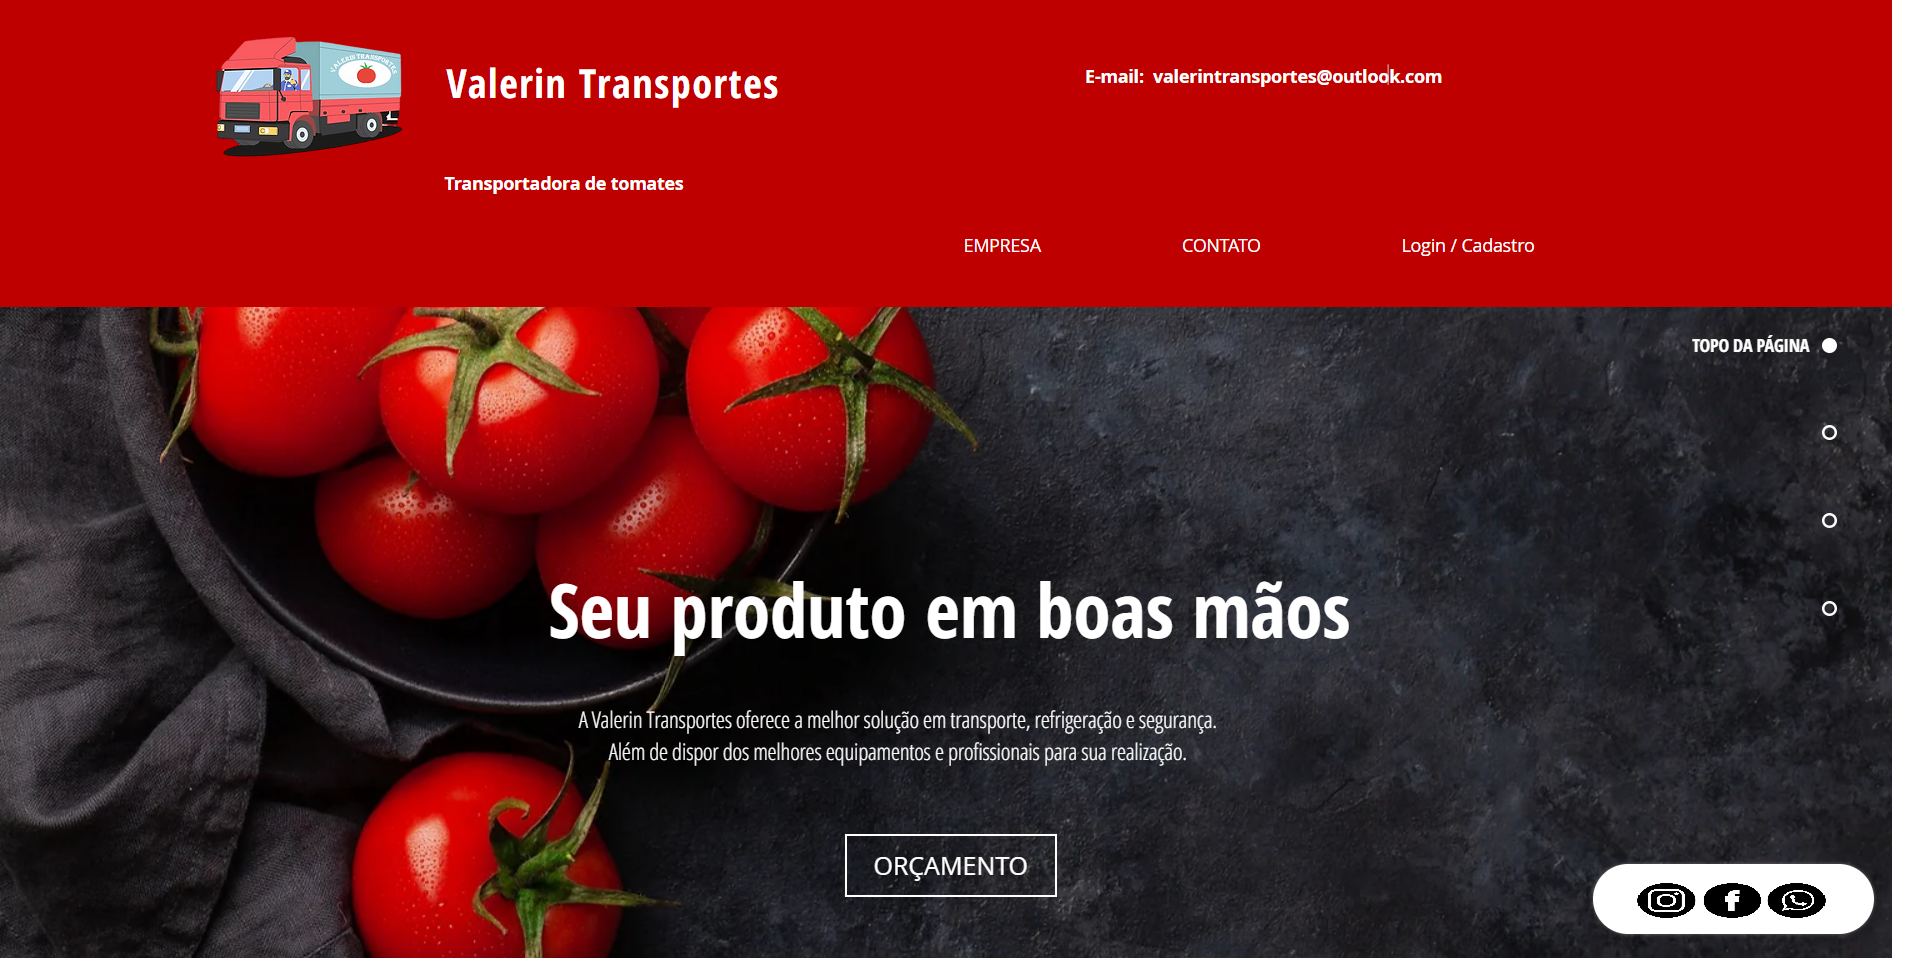 VALERIN TRANSPORTES
Valerin Transportes
E-mail: valerintransportes@outlook.com
Transportadora de tomates
EMPRESA
CONTATO
Login / Cadastro
TOPO DA PÁGINA
Seu produto em boas mãos
A Valerin Transportes oferece a melhor solução em transporte, refrigeração e segurança.
Além de dispor dos melhores equipamentos e profissionais para sua realização.
ORÇAMENTO